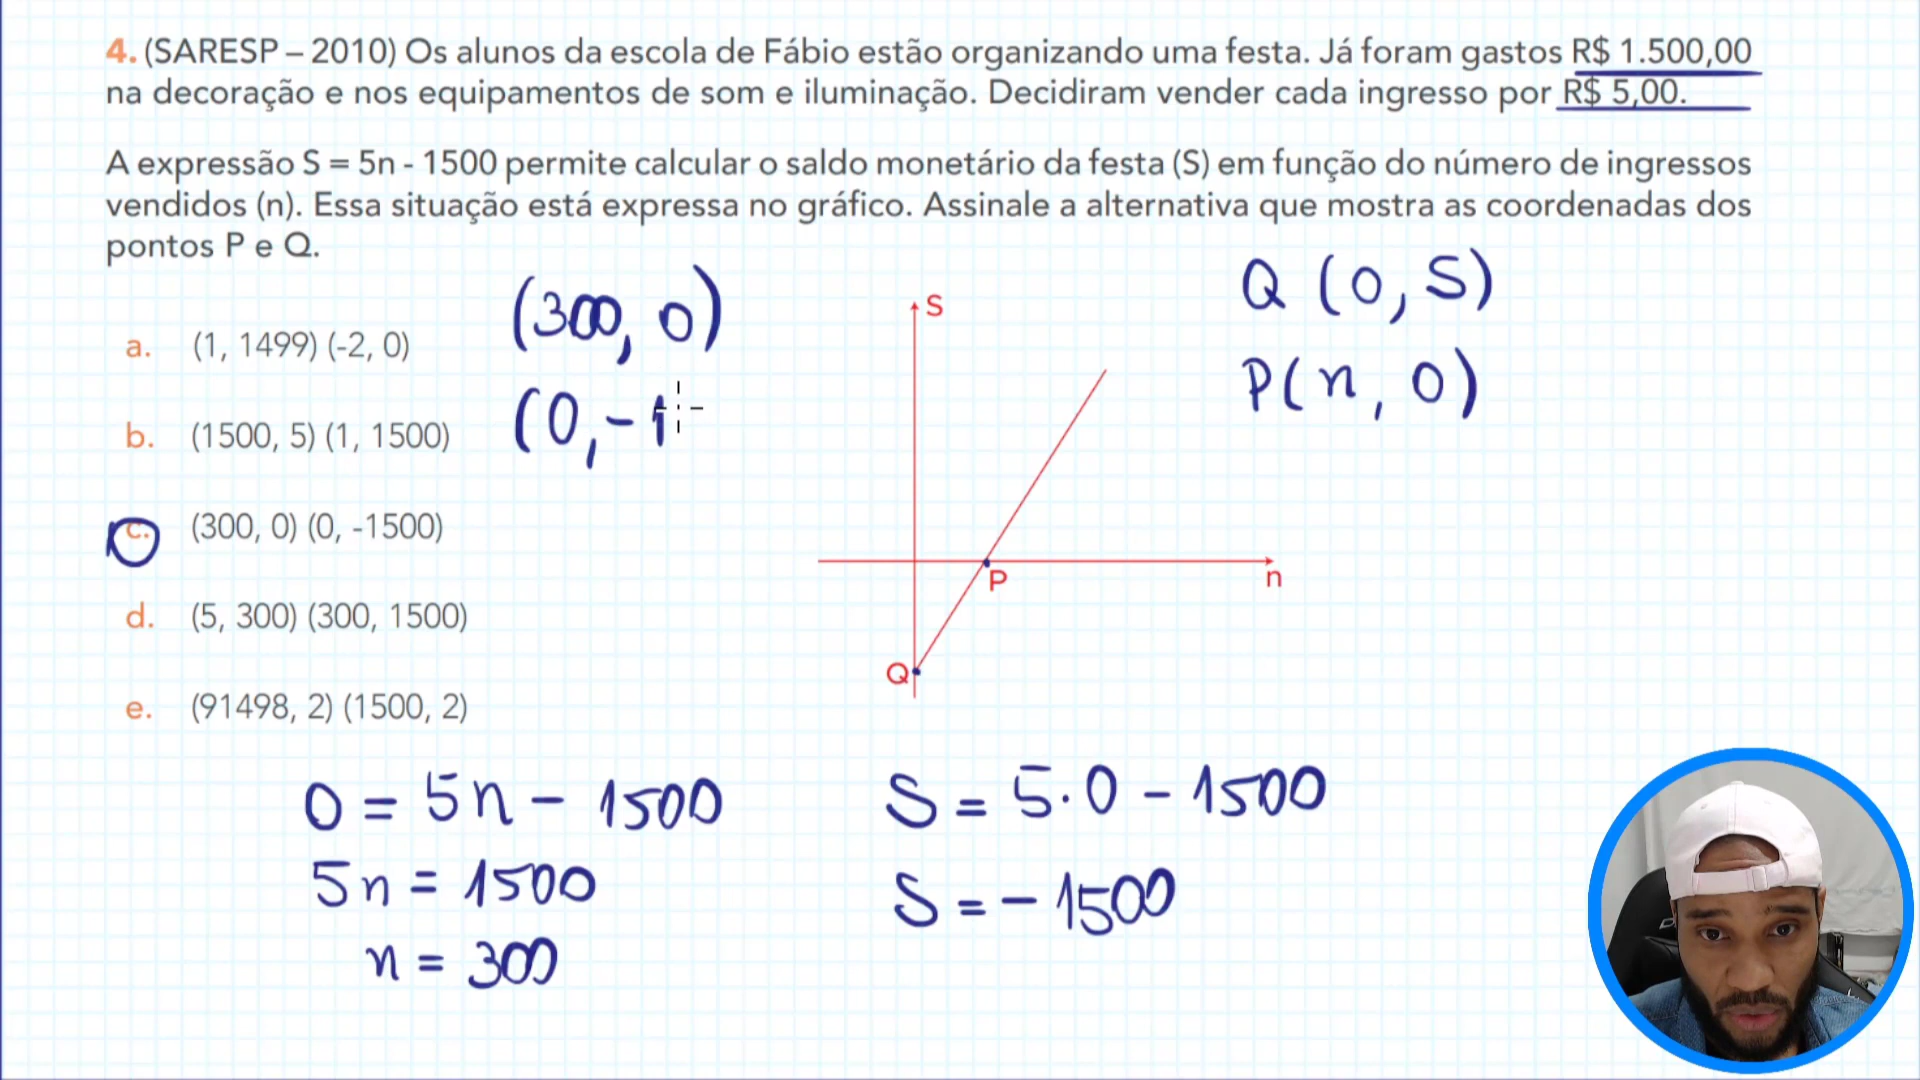 4. (SARESP – 2010) Os alunos da escola de Fábio estão organizando uma festa. Já foram gastos R$ 1.500,00
na decoração e nos equipamentos de som e iluminação. Decidiram vender cada ingresso por R$ 5,00.
A expressão S = 5n - 1500 permite calcular o saldo monetário da festa (S) em função do número de ingressos
vendidos (n). Essa situação está expressa no gráfico. Assinale a alternativa que mostra as coordenadas dos
pontos P e Q.
a. (1, 1499) (-2, 0)
b. (1500, 5) (1, 1500)
c. (300, 0) (0, -1500)
d. (5, 300) (300, 1500)
e. (91498, 2) (1500, 2)
(300, 0)
(0, -1
S
P
n
Q
Q (0, S)
P(n, 0)
0 = 5n - 1500
5n = 1500
n = 300
S = 5.0 - 1500
S = - 1500